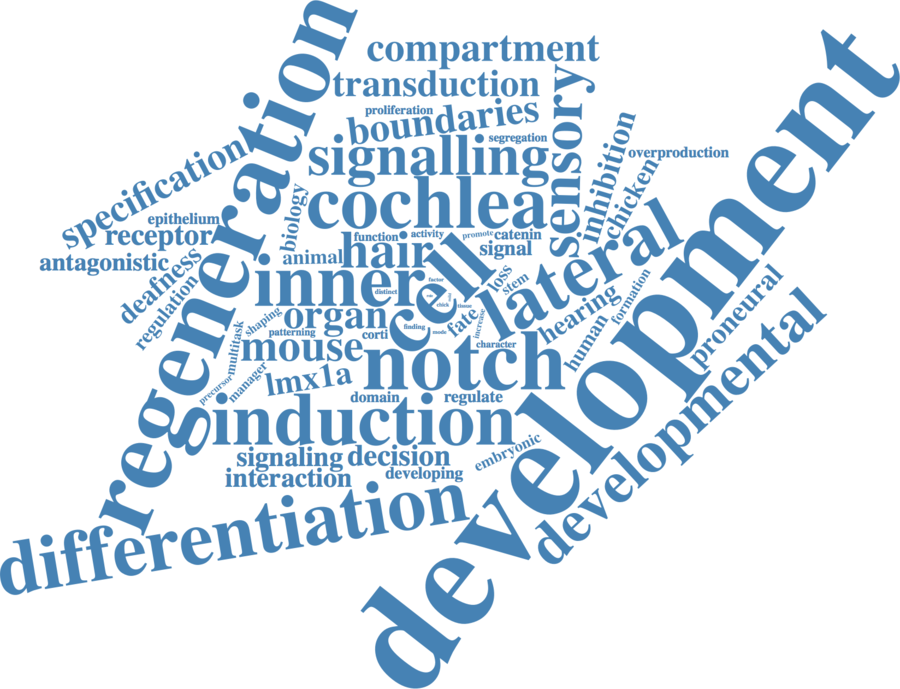 compartment
transduction
proliferation
boundaries
segregation
sensory
regeneration
signalling
inhibition
chicken
overproduction
specification
cochlea
epithelium
receptor
biology
function
activity
promote
catenin
signal
antagonistic
animal
hair
deafness
regulation
inner
cell
lateral
development
distinct
factor
role
chick
tissue
loss
stem
hearing
formation
proneural
shaping
organ
patterning
corti
finding
mode
fate
increase
character
human
developmental
multitask
mouse
notch
precursor
manager
lmx1a
domain
regulate
induction
signaling
decision
embryonic
interaction
developing
differentiation